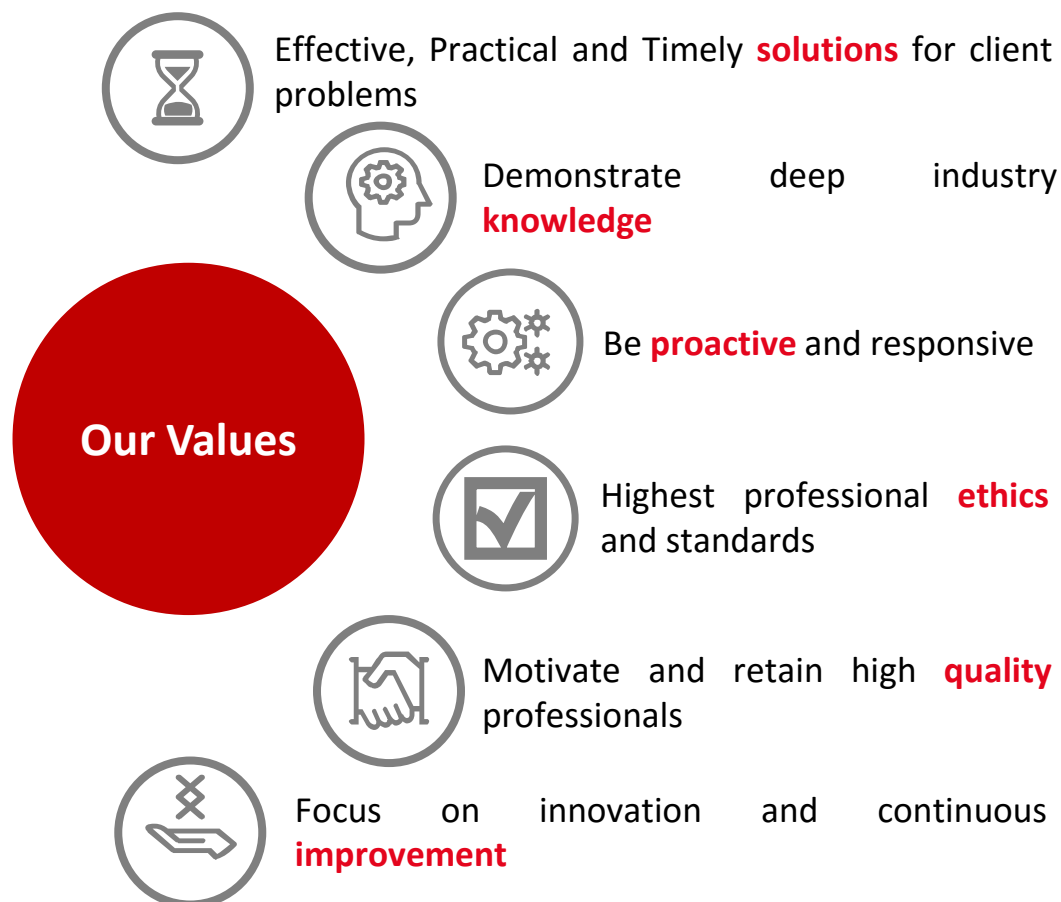 Effective, Practical and Timely solutions for client
problems
Demonstrate deep industry
knowledge
Be proactive and responsive
Our Values
Highest professional ethics
and standards
Motivate and retain high quality
professionals
Focus on innovation and continuous
improvement